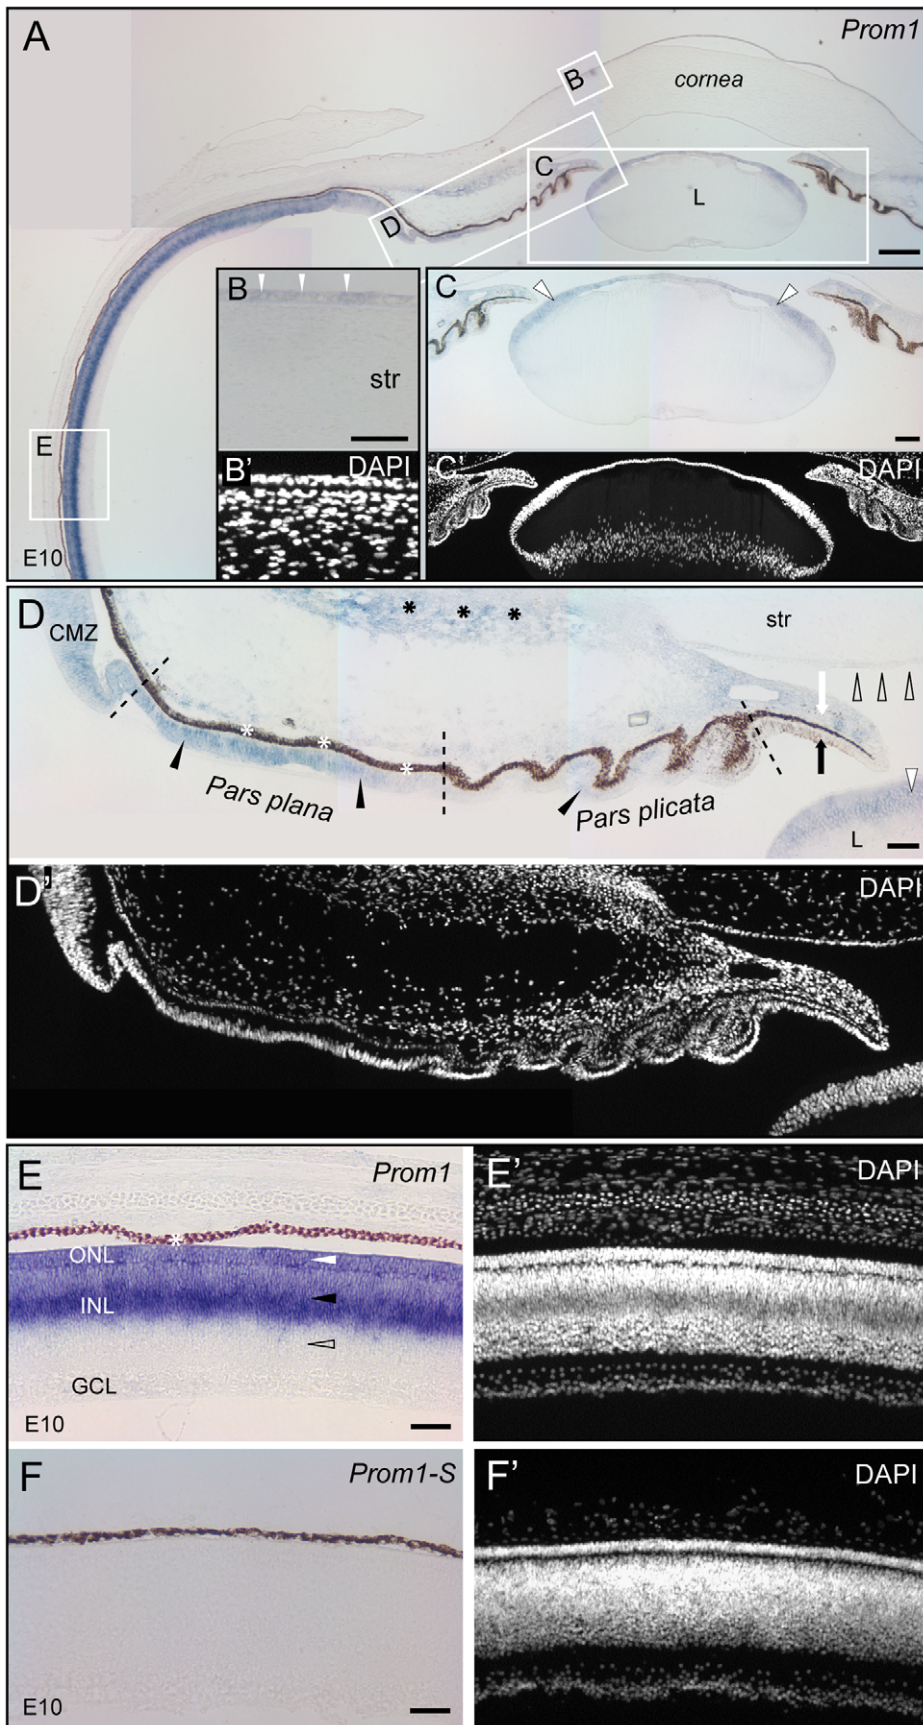 A
Prom1
B
cornea
C
L
D
E
B
str
B'
DAPI
C
C'
DAPI
E10
D
CMZ
***
str
*
*
*
Pars plana
Pars plicata
L
D'
DAPI
E
Prom1
*
ONL
INL
GCL
E10
E'
DAPI
F
Prom1-S
E10
F'
DAPI